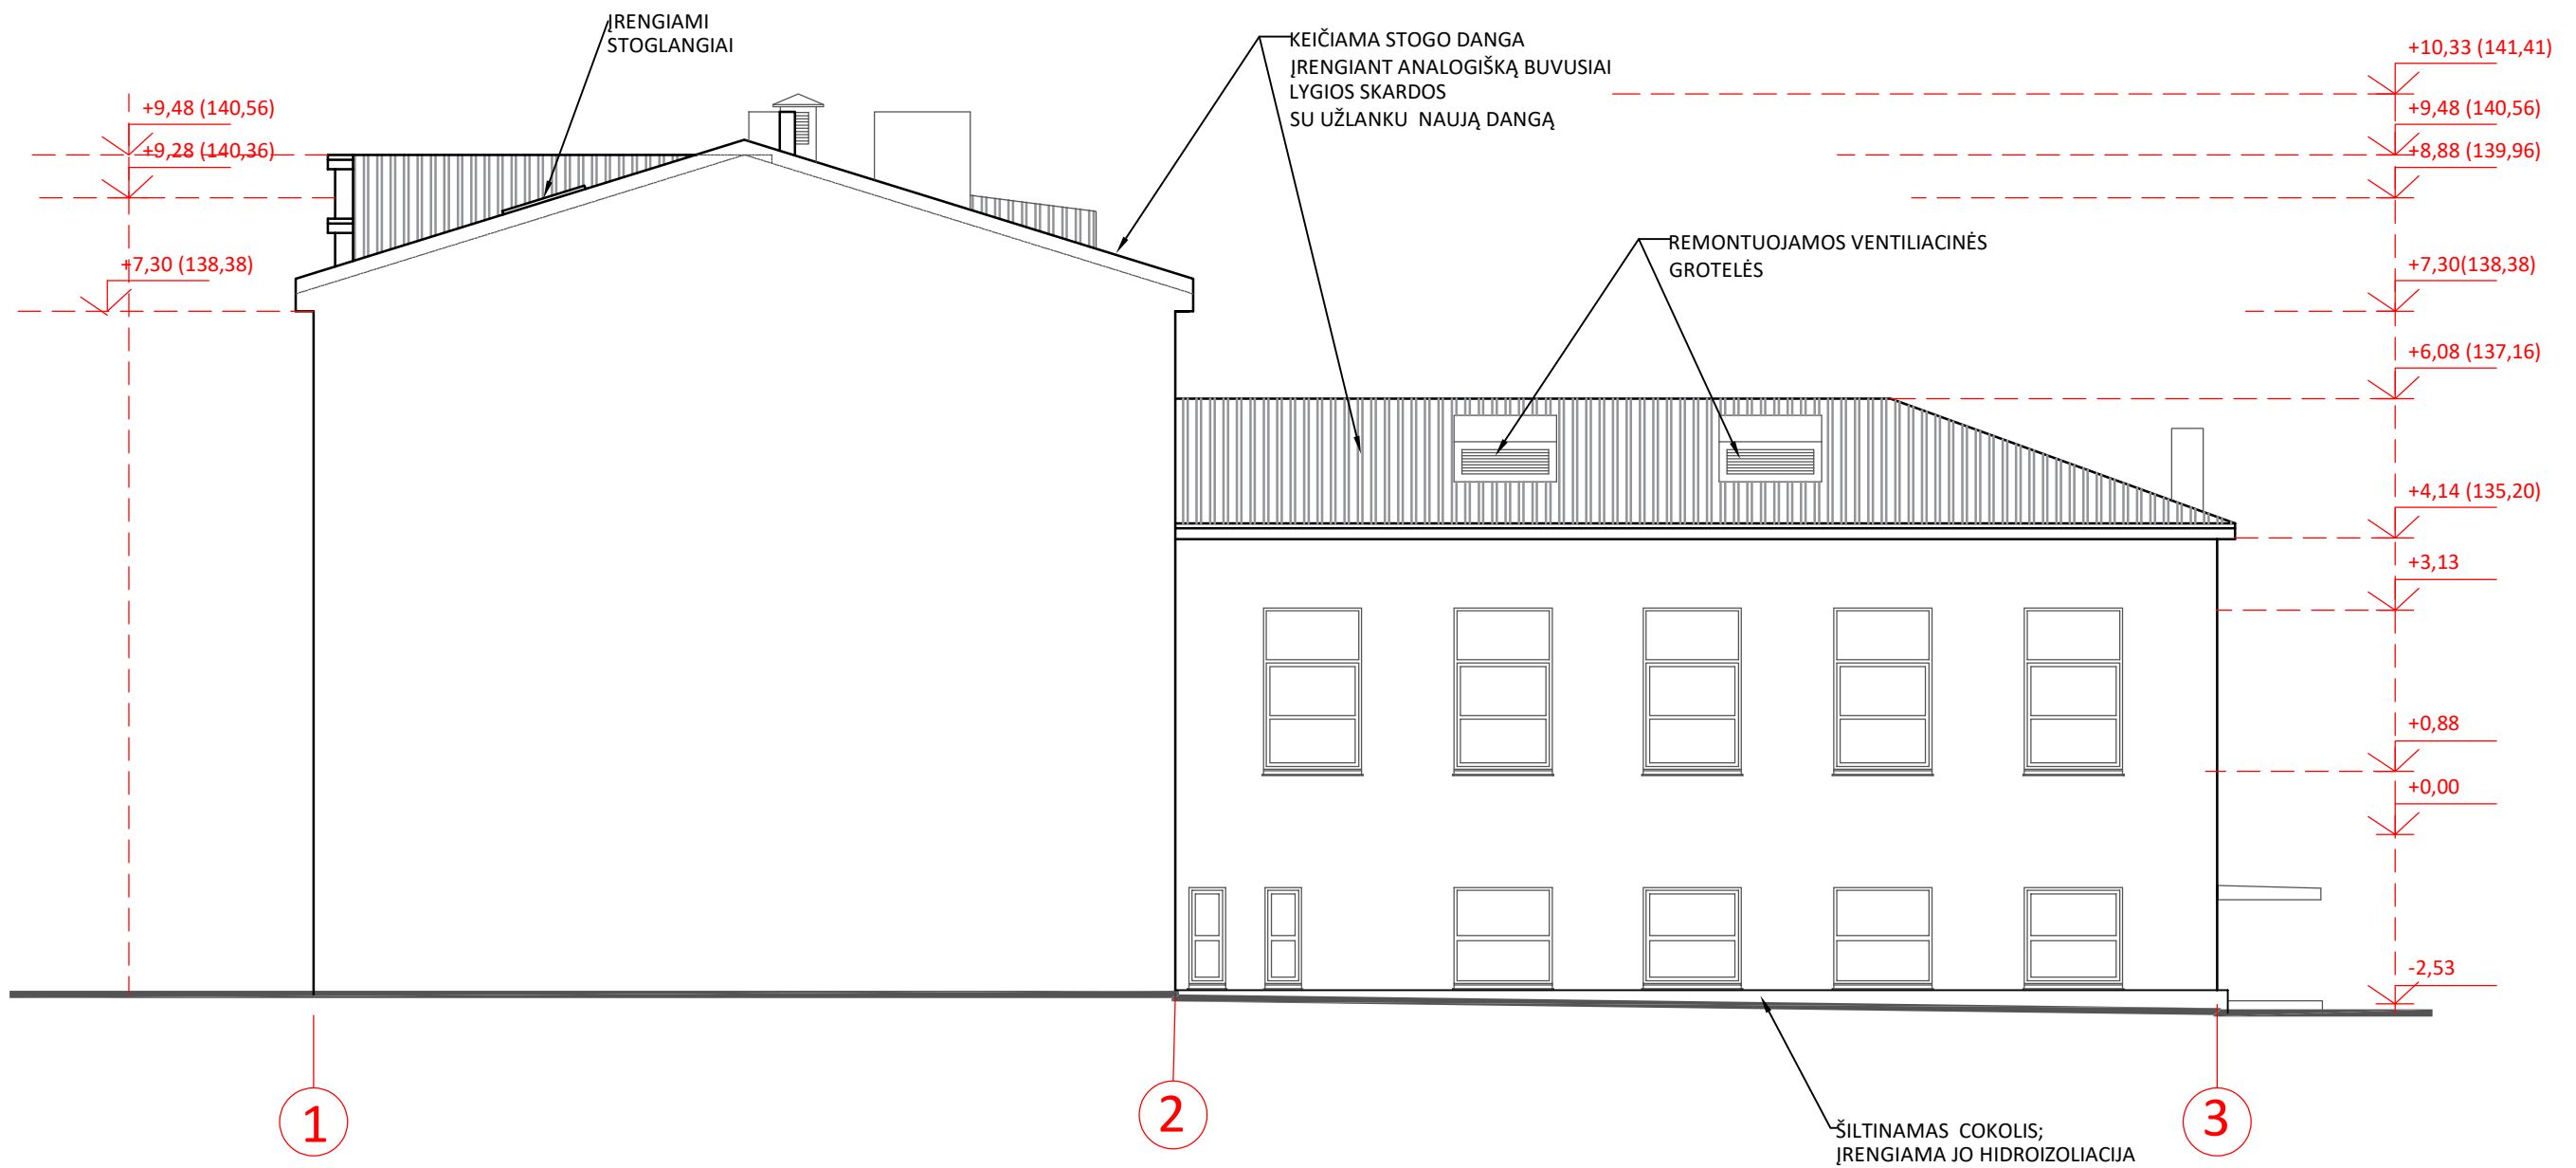 ĮRENGIAMI
STOGLANGIAI
KEIČIAMA STOGO DANGA
ĮRENGIANT ANALOGIŠKĄ BUVUSIAI
LYGIOS SKARDOS
SU UŽLANKU NAUJĄ DANGĄ
REMONTUOJAMOS VENTILIACINĖS
GROTELĖS
+9,48 (140,56)
+9,28 (140,36)
+7,30 (138,38)
+10,33 (141,41)
+9,48 (140,56)
+8,88 (139,96)
+7,30(138,38)
+6,08 (137,16)
+4,14 (135,20)
+3,13
+0,88
+0,00
-2,53
1
2
3
ŠILTINAMAS COKOLIS;
ĮRENGIAMA JO HIDROIZOLIACIJA